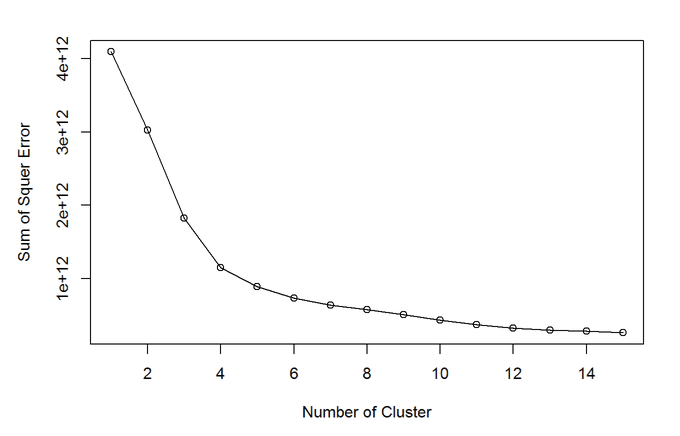 Sum of Squer Error
4e+12
3e+12
2e+12
1e+12
2 4 6 8 10 12 14
Number of Cluster